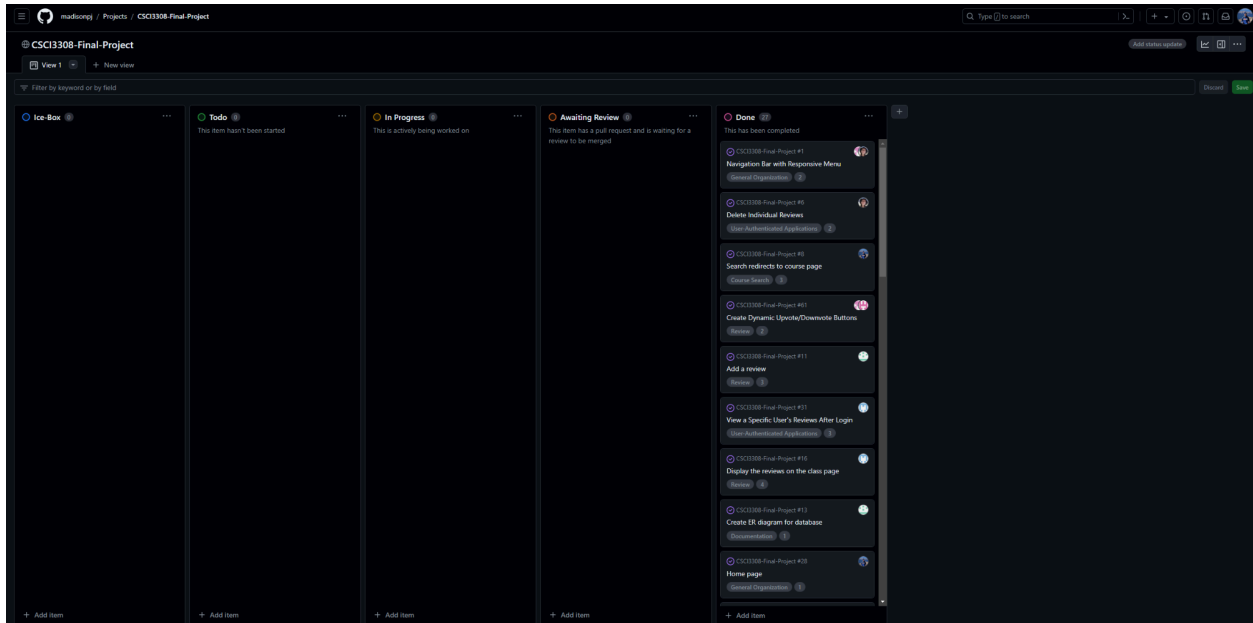 madisonpj / Projects / CSCI3308-Final-Project
Type / to search
CSCI3308-Final-Project
Add status update
View 1
+ New view
Filter by keyword or by field
Discard
Save
Ice-Box 0
Todo 0
This item hasn't been started
In Progress 0
This is actively being worked on
Awaiting Review 0
This item has a pull request and is waiting for a
review to be merged
Done 27
This has been completed
CSCI3308-Final-Project #1
Navigation Bar with Responsive Menu
General Organization 2
CSCI3308-Final-Project #6
Delete Individual Reviews
User-Authenticated Applications 2
CSCI3308-Final-Project #8
Search redirects to course page
Course Search 3
CSCI3308-Final-Project #61
Create Dynamic Upvote/Downvote Buttons
Review 2
CSCI3308-Final-Project #11
Add a review
Review 3
CSCI3308-Final-Project #31
View a Specific User's Reviews After Login
User-Authenticated Applications 3
CSCI3308-Final-Project #16
Display the reviews on the class page
Review 4
CSCI3308-Final-Project #13
Create ER diagram for database
Documentation 1
CSCI3308-Final-Project #28
Home page
General Organization 1
+ Add item
+ Add item
+ Add item
+ Add item
+ Add item